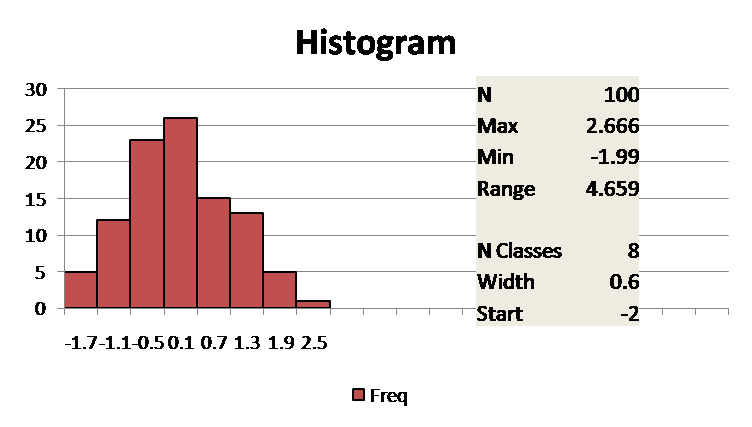 Histogram
30
25
20
15
10
5
0
-1.7 -1.1 -0.5 0.1 0.7 1.3 1.9 2.5
Freq
N 100
Max 2.666
Min -1.99
Range 4.659
N Classes 8
Width 0.6
Start -2